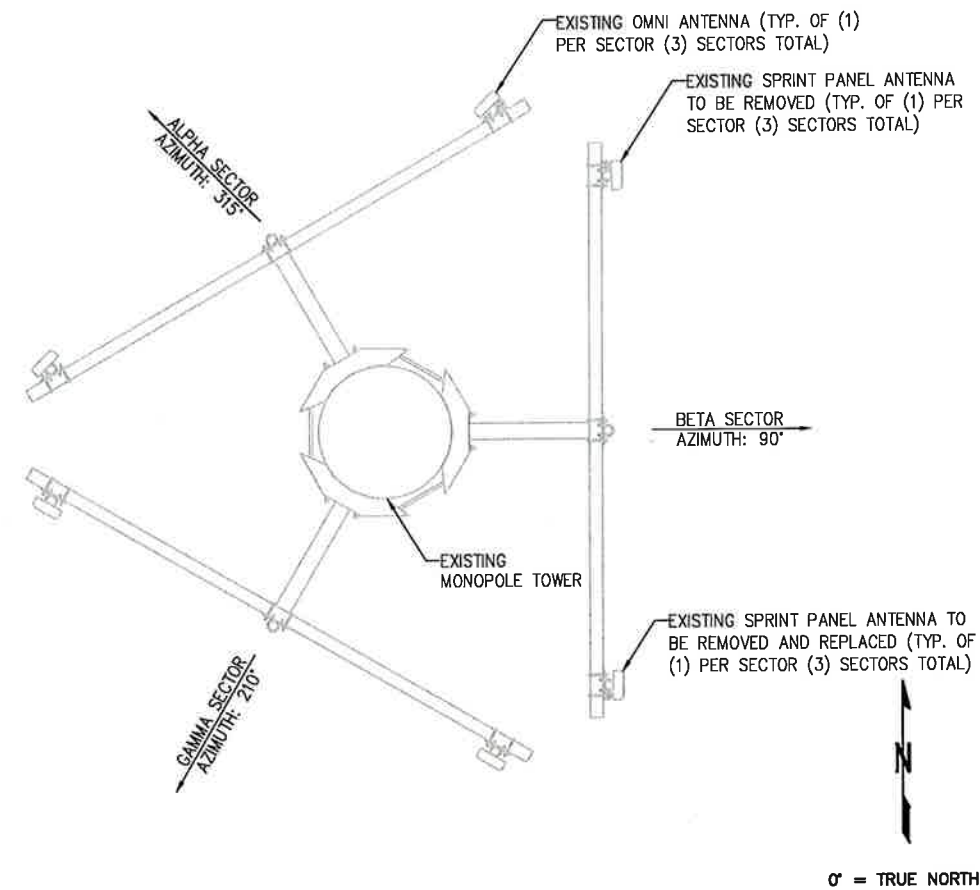 EXISTING OMNI ANTENNA (TYP. OF (1)
PER SECTOR (3) SECTORS TOTAL)
EXISTING SPRINT PANEL ANTENNA
TO BE REMOVED (TYP. OF (1) PER
SECTOR (3) SECTORS TOTAL)
ALPHA SECTOR
AZIMUTH: 315°
BETA SECTOR
AZIMUTH: 90°
EXISTING
MONOPOLE TOWER
EXISTING SPRINT PANEL ANTENNA TO
BE REMOVED AND REPLACED (TYP. OF
(1) PER SECTOR (3) SECTORS TOTAL)
GAMMA SECTOR
AZIMUTH: 210°
N
0° = TRUE NORTH